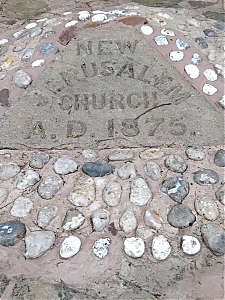 NEW
JERUSALEM
CHURCH
A.D. 1875.